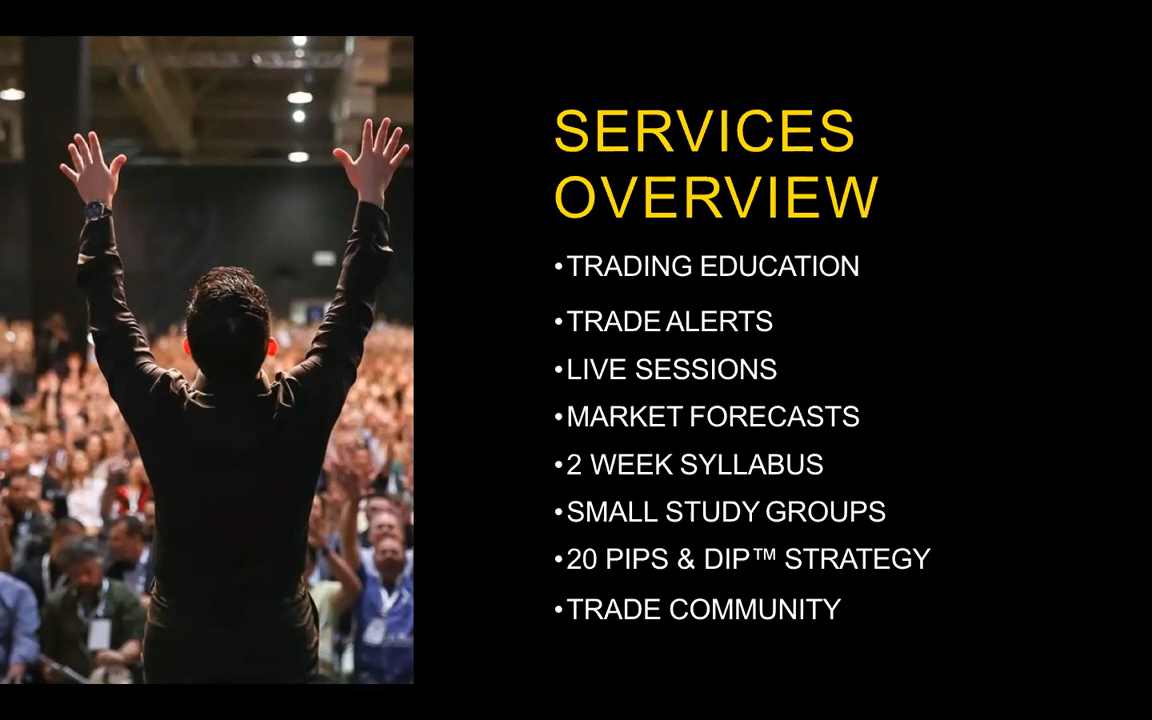 SERVICES
OVERVIEW
•TRADING EDUCATION
•TRADE ALERTS
•LIVE SESSIONS
•MARKET FORECASTS
•2 WEEK SYLLABUS
•SMALL STUDY GROUPS
•20 PIPS & DIP™ STRATEGY
•TRADE COMMUNITY